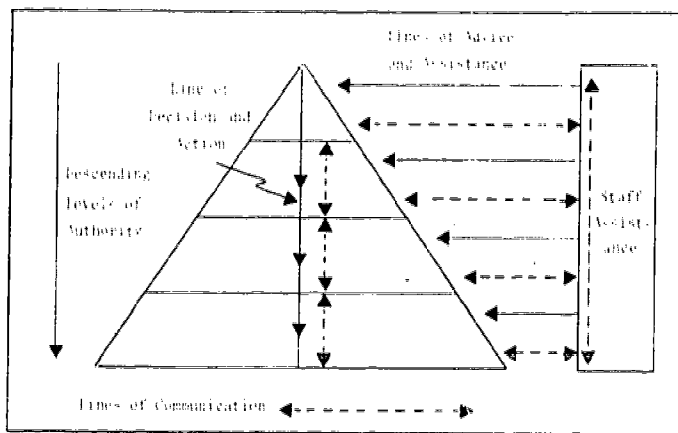 Lines of Advice
and Assistance
Line of
Decision and
Action
Descending
Levels of
Authority
Staff
Assist-
ance
Lines of Communication